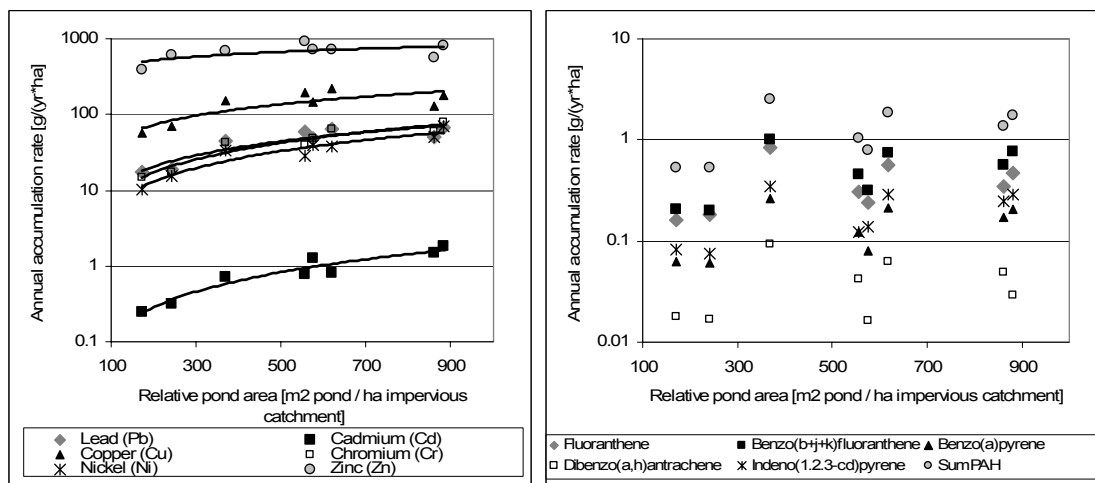 Annual accumulation rate [g/(yr*ha]
1000
100
10
1
0.1
100 300 500 700 900
Relative pond area [m2 pond / ha impervious
catchment]
Lead (Pb) Cadmium (Cd)
Copper (Cu) Chromium (Cr)
Nickel (Ni) Zinc (Zn)
Annual accumulation rate [g/(yr*ha]
10
1
0.1
0.01
100 300 500 700 900
Relative pond area [m2 pond / ha impervious
catchment]
Fluoranthene Benzo(b+j+k)fluoranthene Benzo(a)pyrene
Dibenzo(a,h)antrachene Indeno(1.2.3-cd)pyrene SumPAH